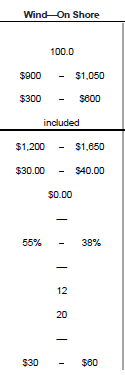 Wind—On Shore
100.0
$900 – $1,050
$300 – $600
included
$1,200 – $1,650
$30.00 – $40.00
$0.00
—
55% – 38%
—
12
20
—
$30 – $60